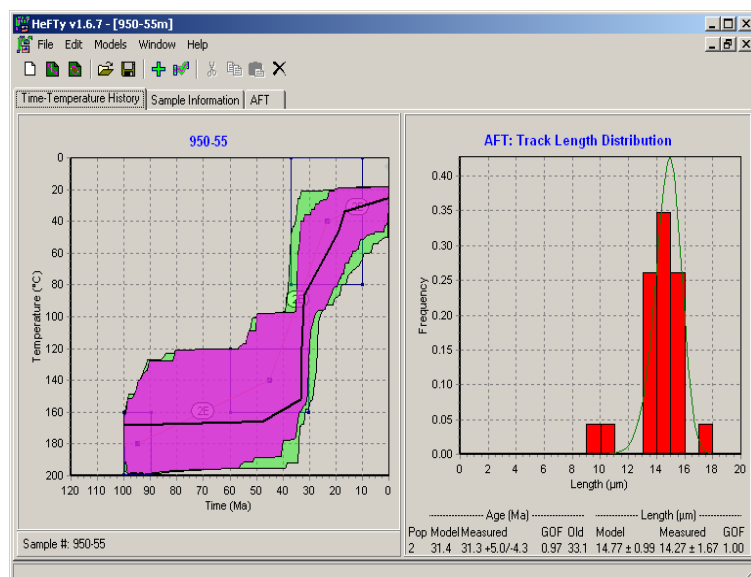 HeFTy v1.6.7 - [950-55m]
File Edit Models Window Help
Time-Temperature History Sample Information AFT
950-55
Temperature (°C)
0
20
40
60
80
100
120
140
160
180
200
2E
120 110 100 90 80 70 60 50 40 30 20 10 0
Time (Ma)
Sample #: 950-55
AFT: Track Length Distribution
Frequency
0.40
0.35
0.30
0.25
0.20
0.15
0.10
0.05
0.00
0 2 4 6 8 10 12 14 16 18 20
Length (µm)
Age (Ma) Length (µm)
Pop Model Measured GOF Old Model Measured GOF
2 31.4 31.3 +5.0/-4.3 0.97 33.1 14.77 ± 0.99 14.27 ± 1.67 1.00